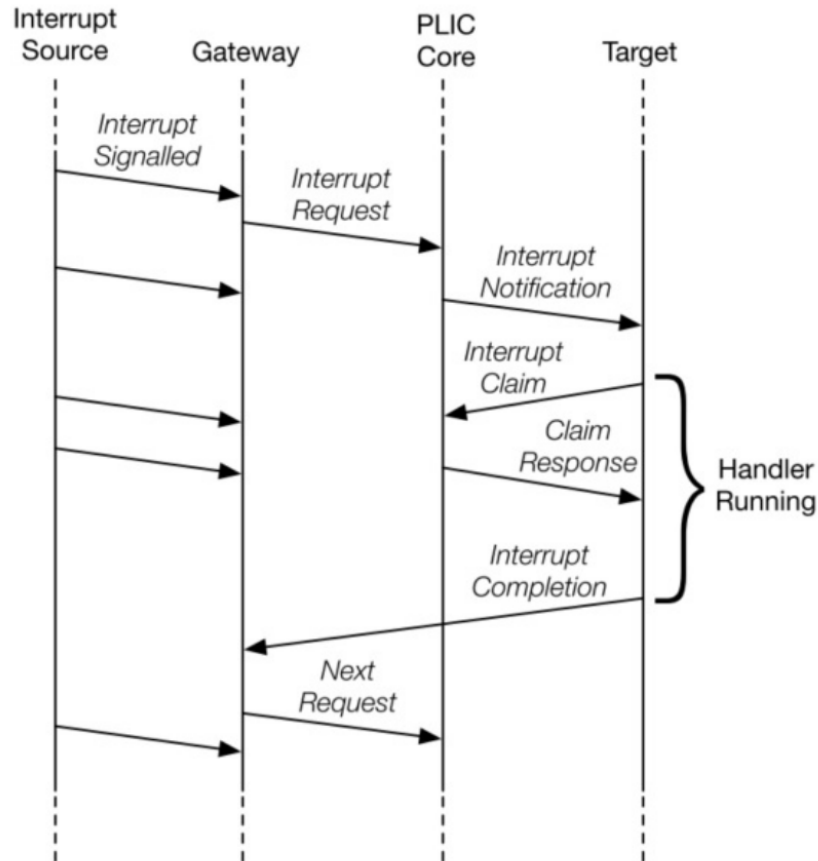 Interrupt
Source
Gateway
PLIC
Core
Target
Interrupt
Signalled
Interrupt
Request
Interrupt
Notification
Interrupt
Claim
Claim
Response
Handler
Running
Interrupt
Completion
Next
Request